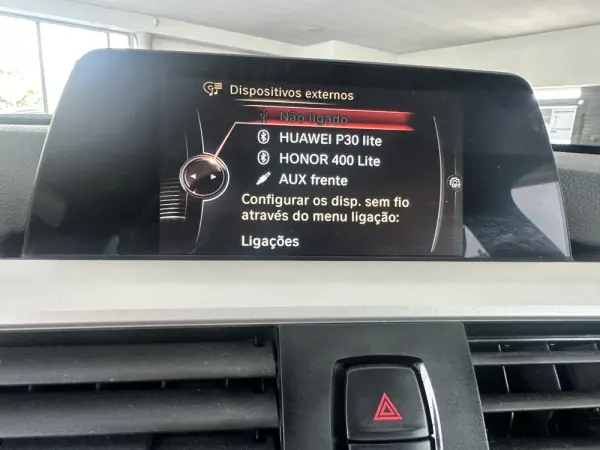 Dispositivos externos
Não ligado
HUAWEI P30 lite
HONOR 400 Lite
AUX frente
Configurar os disp. sem fio
através do menu ligação:
Ligações